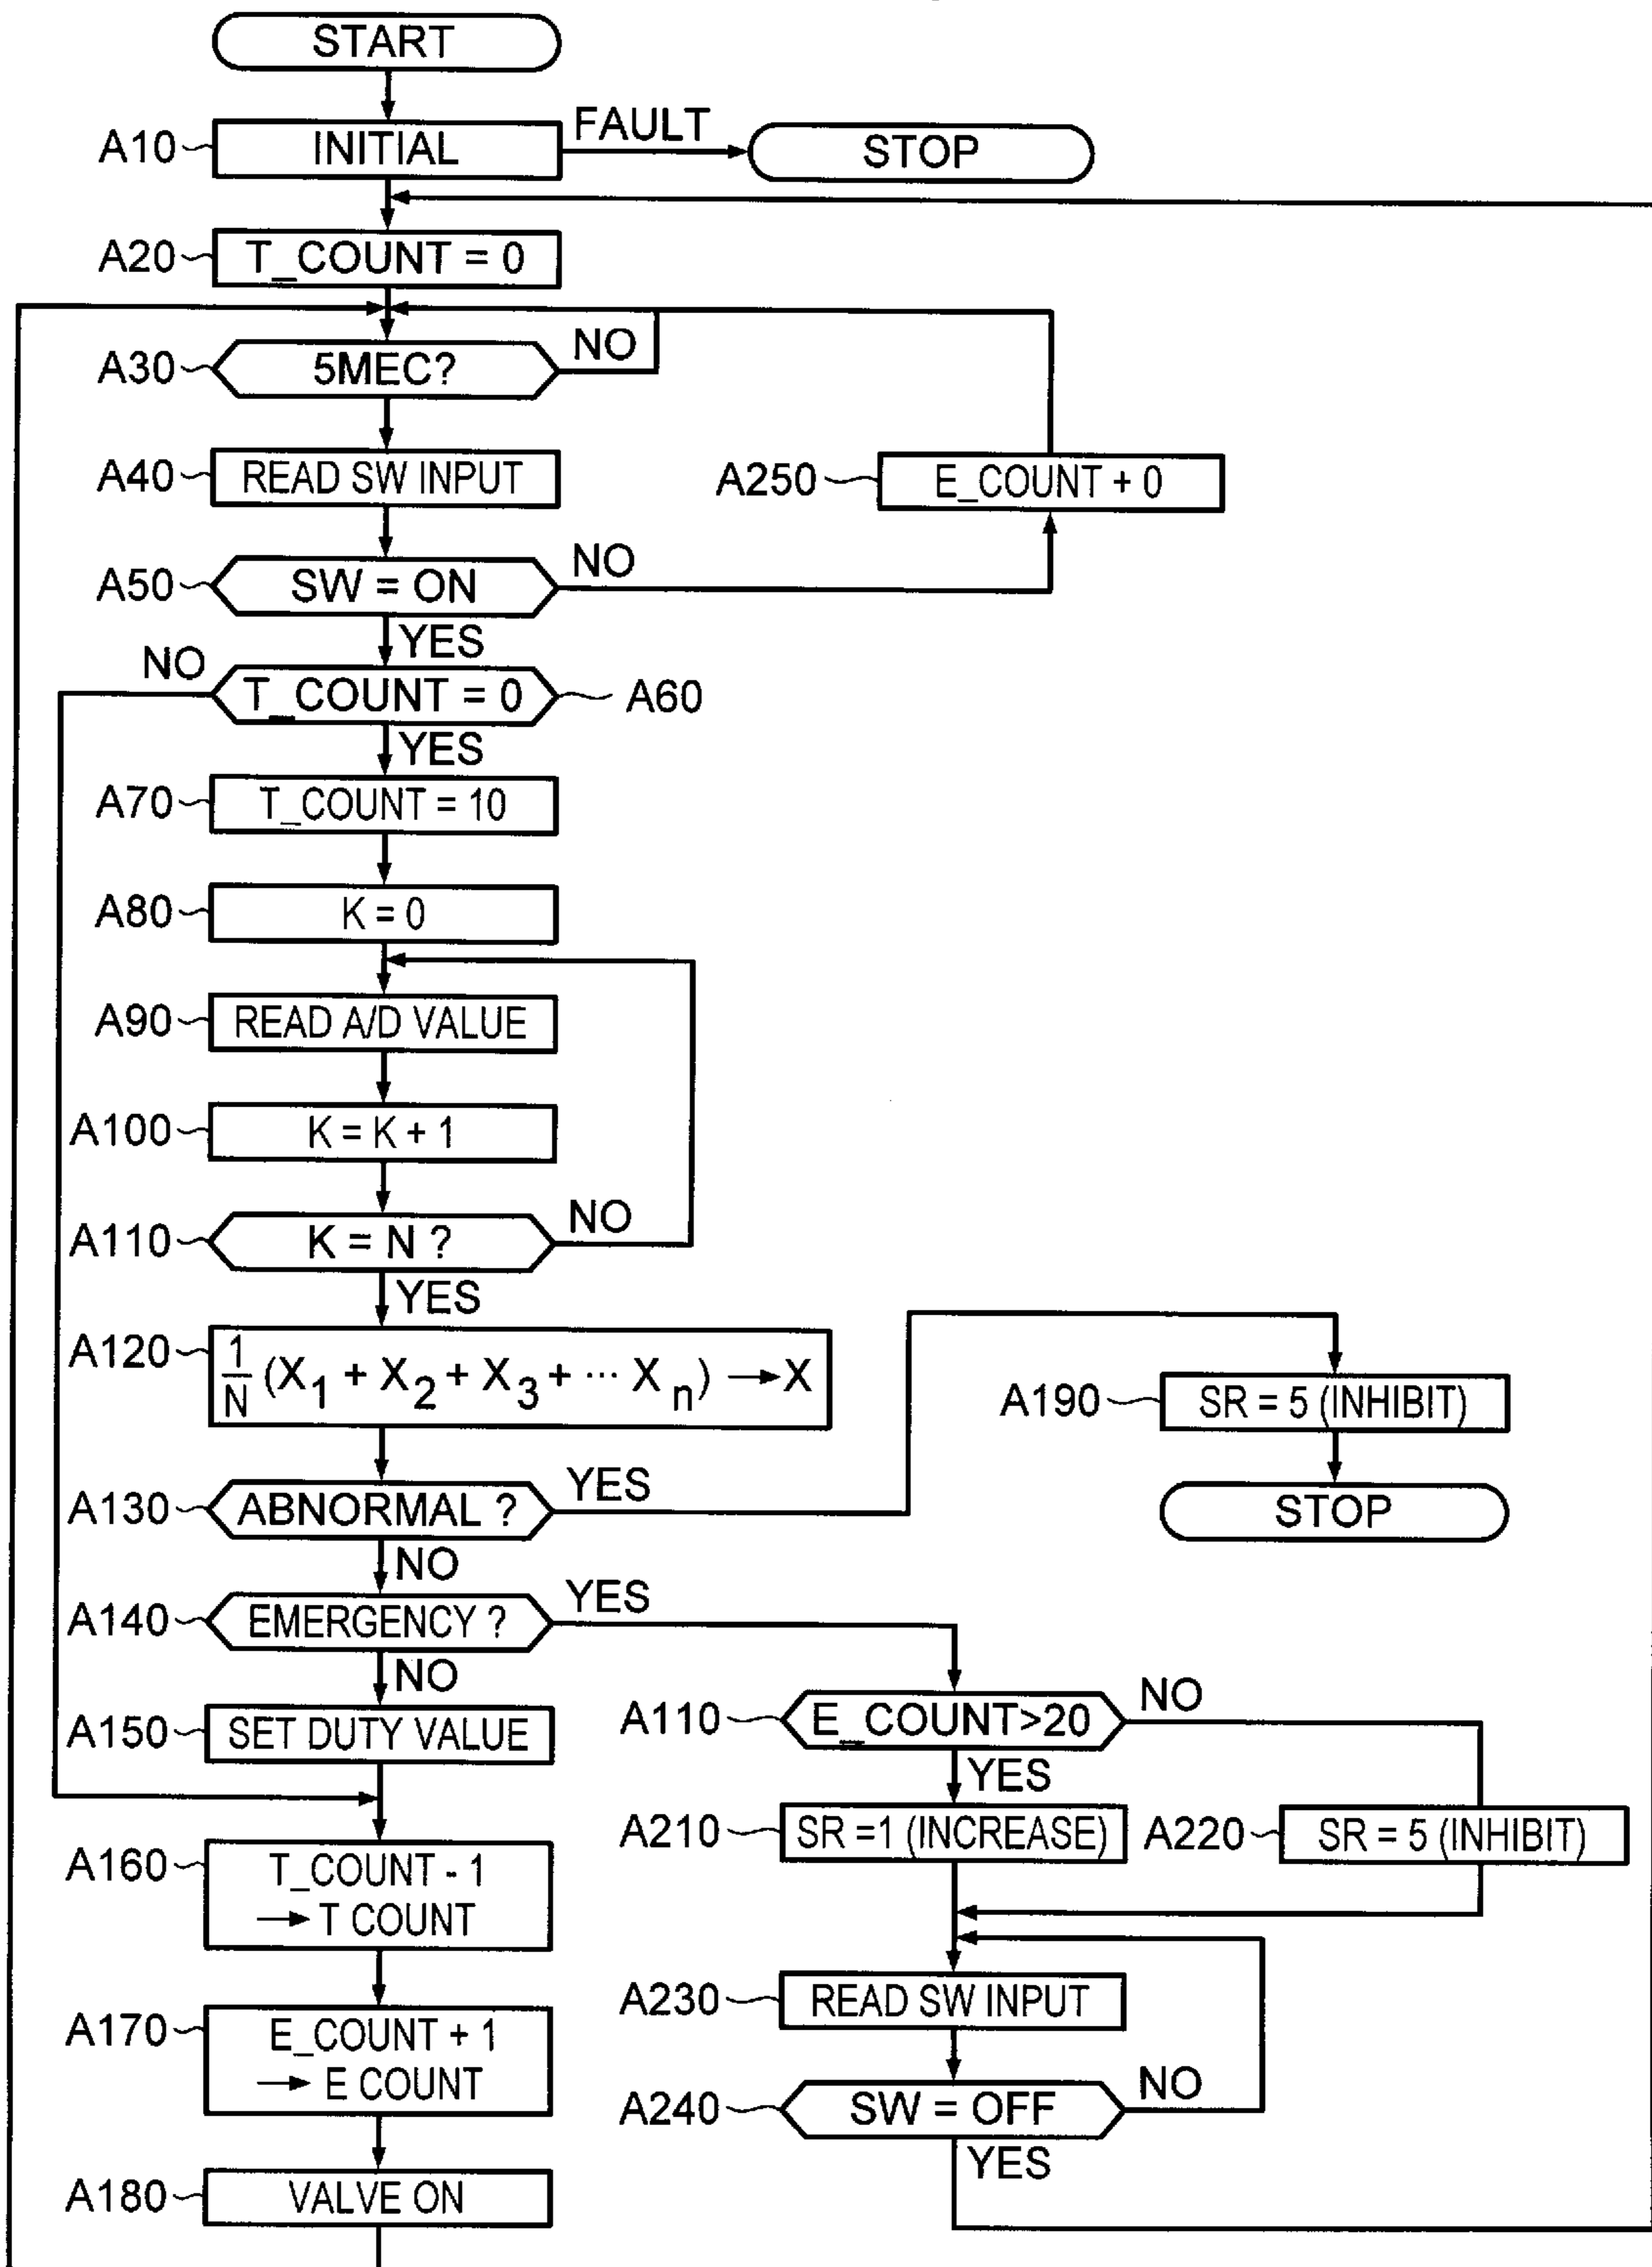 START
A10
INITIAL
FAULT
STOP
A20
T_COUNT = 0
A30
5MEC?
NO
A40
READ SW INPUT
A250
E_COUNT + 0
A50
SW = ON
NO
YES
NO
T_COUNT = 0
A60
YES
A70
T_COUNT = 10
A80
K = 0
A90
READ A/D VALUE
A100
K = K + 1
A110
K = N ?
NO
YES
A120
1/N (X1 + X2 + X3 + ··· Xn) → X
A190
SR = 5 (INHIBIT)
A130
ABNORMAL ?
YES
STOP
NO
A140
EMERGENCY ?
YES
NO
A110
E_COUNT>20
NO
A150
SET DUTY VALUE
YES
A210
SR =1 (INCREASE)
A220
SR = 5 (INHIBIT)
A160
T_COUNT - 1
→ T COUNT
A230
READ SW INPUT
A170
E_COUNT + 1
→ E COUNT
A240
SW = OFF
NO
YES
A180
VALVE ON